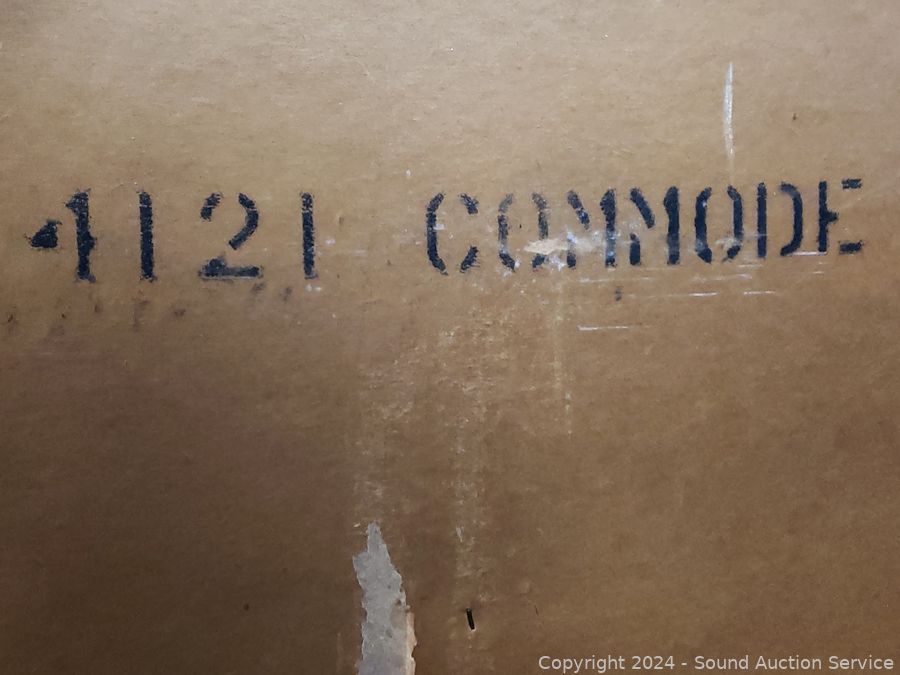 4121 COMMODE
Copyright 2024 - Sound Auction Service